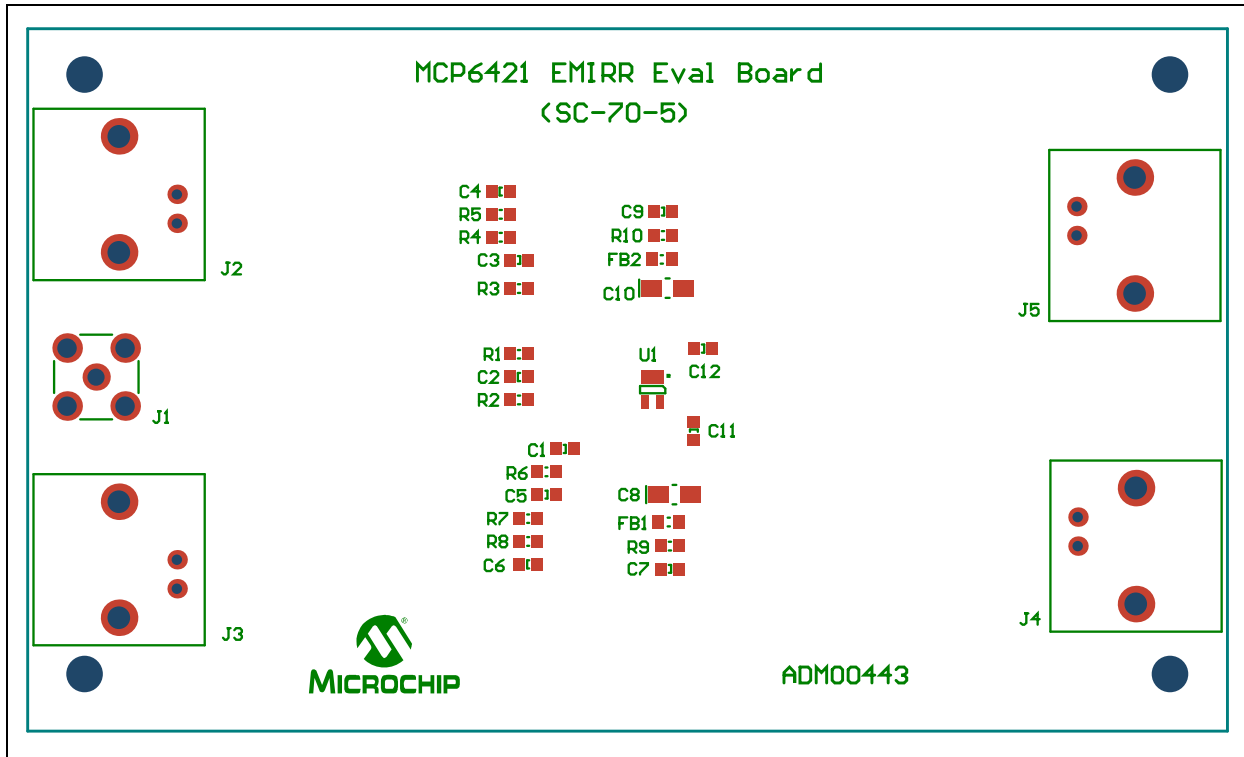 MCP6421 EMIRR Eval Board
(SC-70-5)
C4
R5
R4
C3
R3
C9
R10
FB2
C10
J2
J5
R1
C2
R2
U1
C12
C11
J1
C1
R6
C5
R7
R8
C6
C8
FB1
R9
C7
J3
J4
®
MICROCHIP
ADM00443